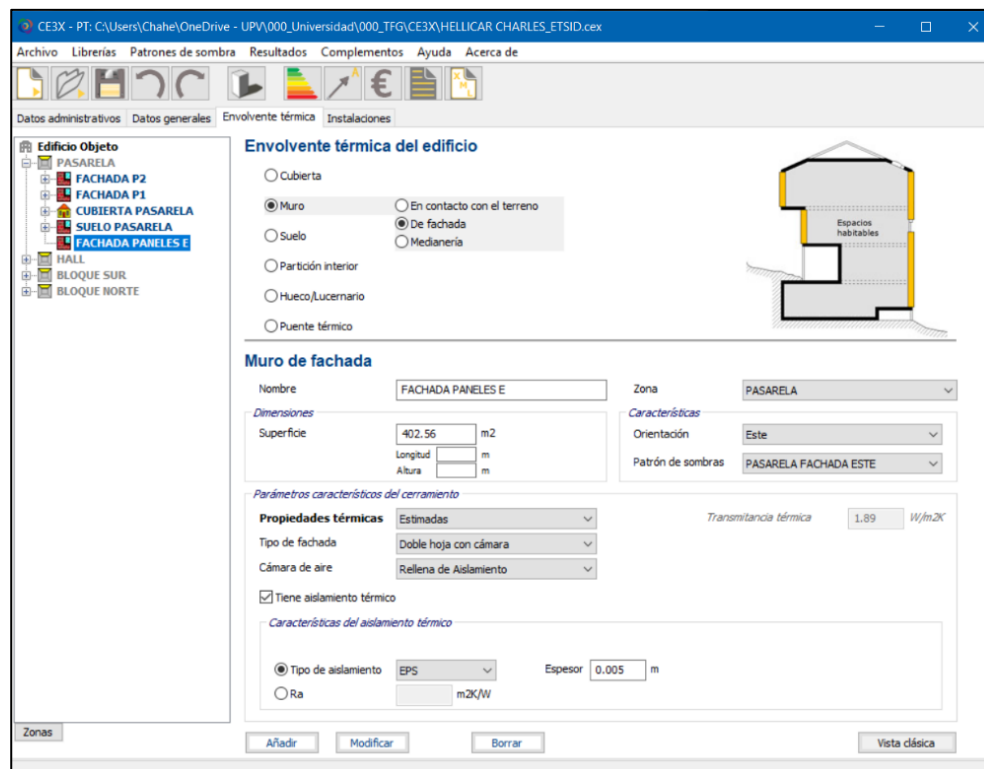 CE3X - PT: C:\Users\Chahe\OneDrive - UPV\000_Universidad\000_TFG\CE3X\HELLICAR CHARLES_ETSID.cex
Archivo Librerías Patrones de sombra Resultados Complementos Ayuda Acerca de
Datos administrativos Datos generales Envolvente térmica Instalaciones
Edificio Objeto
PASARELA
FACHADA P2
FACHADA P1
CUBIERTA PASARELA
SUELO PASARELA
FACHADA PANELES E
HALL
BLOQUE SUR
BLOQUE NORTE
Zonas
Envolvente térmica del edificio
Cubierta
Muro En contacto con el terreno
De fachada
Suelo Medianería
Partición interior
Hueco/Lucernario
Puente térmico
Espacios
habitables
Muro de fachada
Nombre FACHADA PANELES E Zona PASARELA
Dimensiones Características
Superficie 402.56 m2 Orientación Este
Longitud m
Altura m Patrón de sombras PASARELA FACHADA ESTE
Parámetros característicos del cerramiento
Propiedades térmicas Estimadas Transmitancia térmica 1.89 W/m2K
Tipo de fachada Doble hoja con cámara
Cámara de aire Rellena de Aislamiento
Tiene aislamiento térmico
Características del aislamiento térmico
Tipo de aislamiento EPS Espesor 0.005 m
Ra m2K/W
Añadir Modificar Borrar Vista clásica